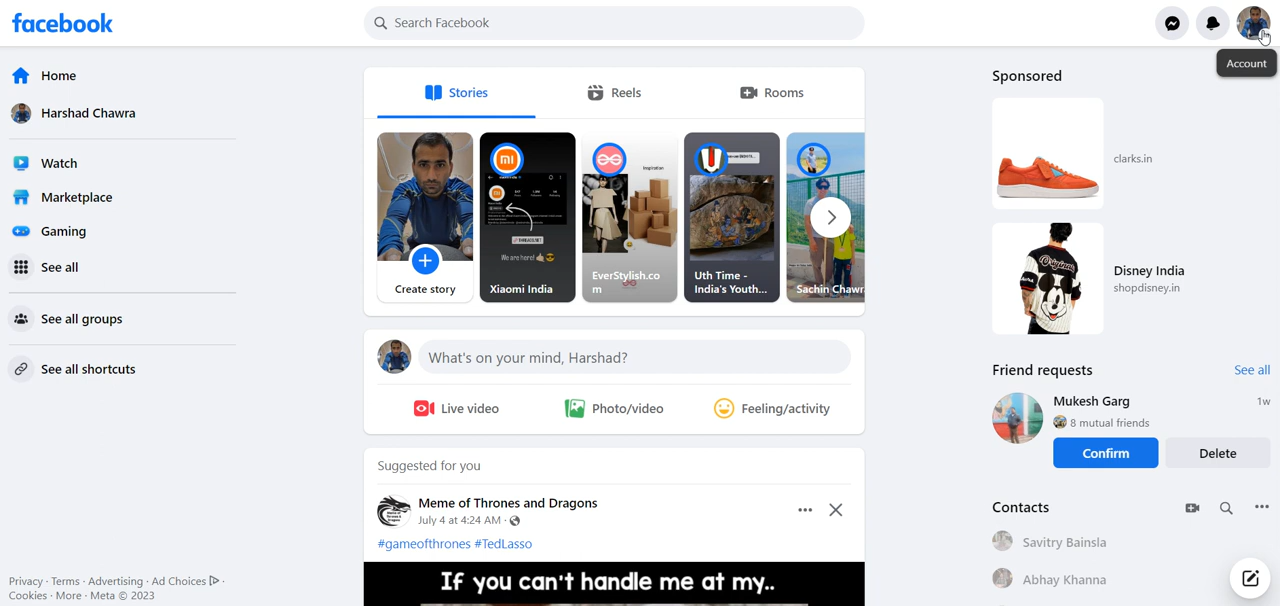 facebook
Search Facebook
Account
Home
Harshad Chawra
Watch
Marketplace
Gaming
See all
See all groups
See all shortcuts
Privacy · Terms · Advertising · Ad Choices ·
Cookies · More · Meta © 2023
Stories
Reels
Rooms
Create story
We are here!
Xiaomi India
Inspiration
EverStylish.co
m
Uth Time -
India's Youth...
Sachin Chawr
What's on your mind, Harshad?
Live video
Photo/video
Feeling/activity
Suggested for you
Meme of Thrones and Dragons
July 4 at 4:24 AM ·
#gameofthrones #TedLasso
If you can't handle me at my..
Sponsored
clarks.in
Original
Disney India
shopdisney.in
Friend requests
See all
Mukesh Garg
1w
8 mutual friends
Confirm
Delete
Contacts
Savitry Bainsla
Abhay Khanna